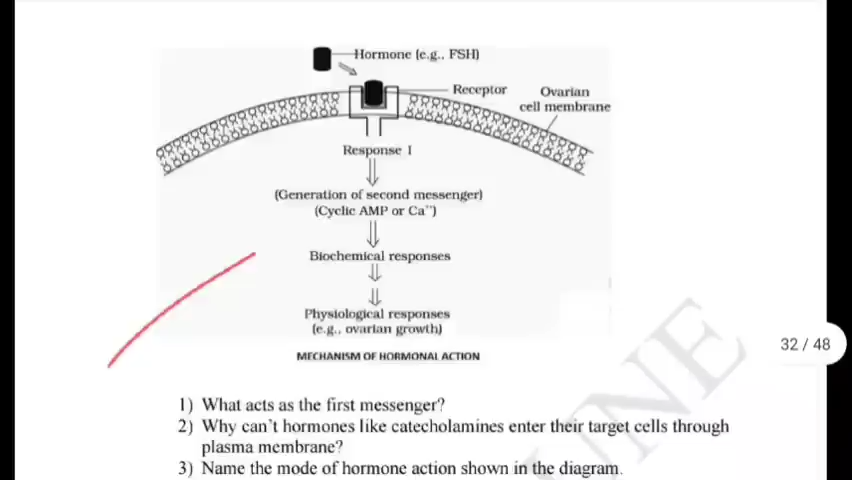 Hormone (e.g., FSH)
Receptor
Ovarian
cell membrane
Response 1
(Generation of second messenger)
(Cyclic AMP or Ca⁺⁺)
Biochemical responses
Physiological responses
(e.g., ovarian growth)
MECHANISM OF HORMONAL ACTION
32 / 48
1) What acts as the first messenger?
2) Why can't hormones like catecholamines enter their target cells through
plasma membrane?
3) Name the mode of hormone action shown in the diagram.
UNE